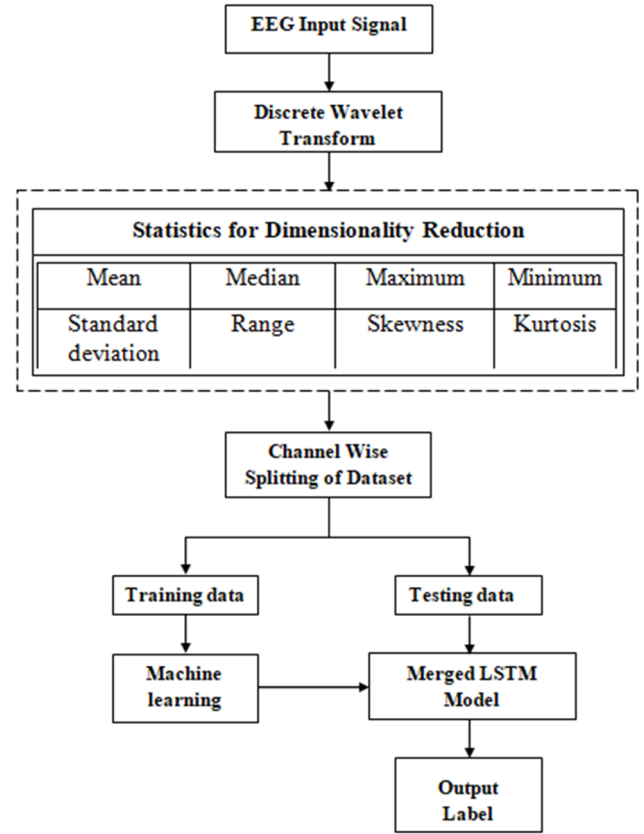 EEG Input Signal
Discrete Wavelet
Transform
Statistics for Dimensionality Reduction
Mean Median Maximum Minimum
Standard deviation Range Skewness Kurtosis
Channel Wise
Splitting of Dataset
Training data Testing data
Machine
learning
Merged LSTM
Model
Output
Label